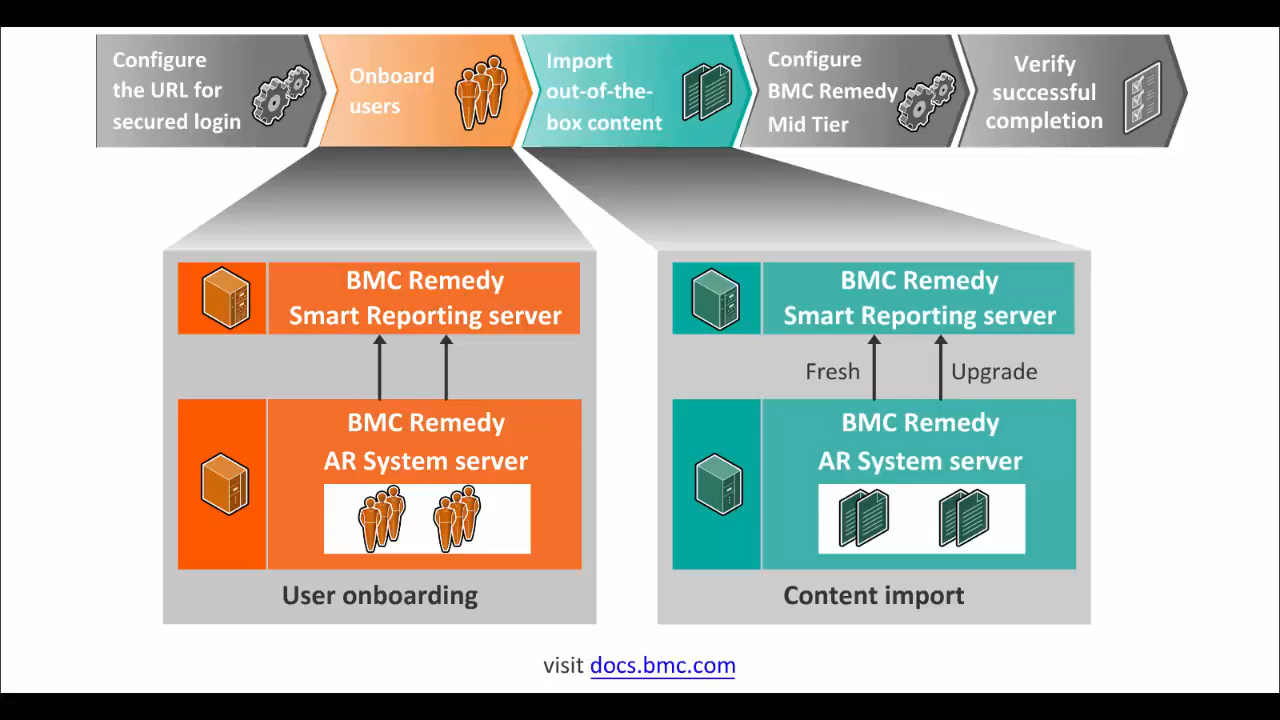 Configure
the URL for
secured login
Onboard
users
Import
out-of-the-
box content
Configure
BMC Remedy
Mid Tier
Verify
successful
completion
BMC Remedy
Smart Reporting server
BMC Remedy
AR System server
User onboarding
BMC Remedy
Smart Reporting server
Fresh
Upgrade
BMC Remedy
AR System server
Content import
visit docs.bmc.com